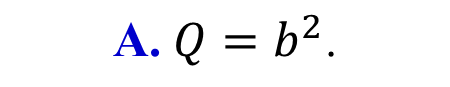 A. Q = b².